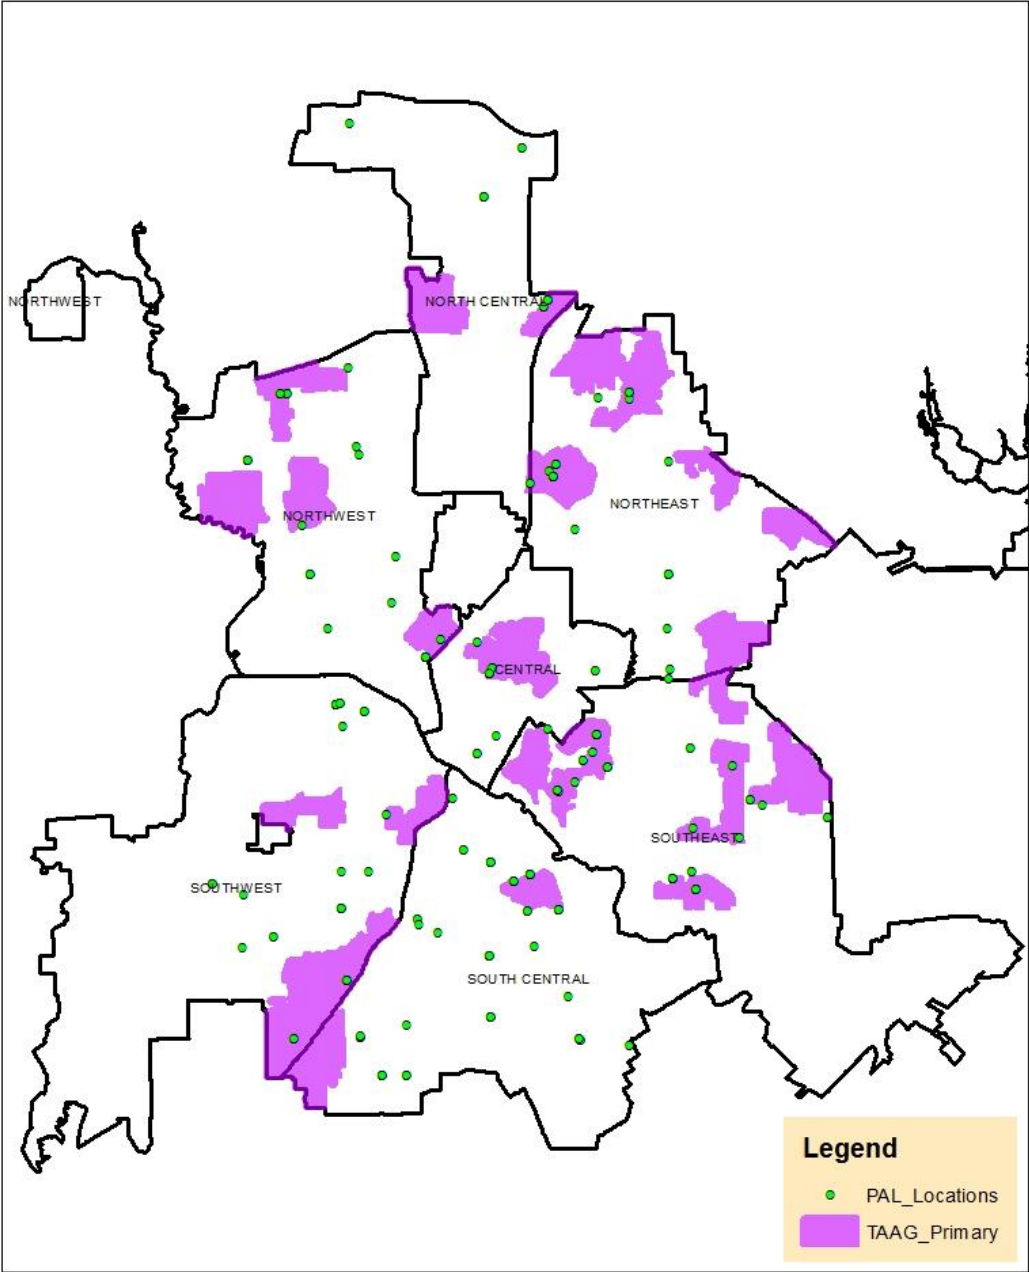 NORTHWEST
NORTH CENTRAL
NORTHEAST
NORTHWEST
CENTRAL
SOUTHEAST
SOUTHWEST
SOUTH CENTRAL
Legend
PAL_Locations
TAAG_Primary